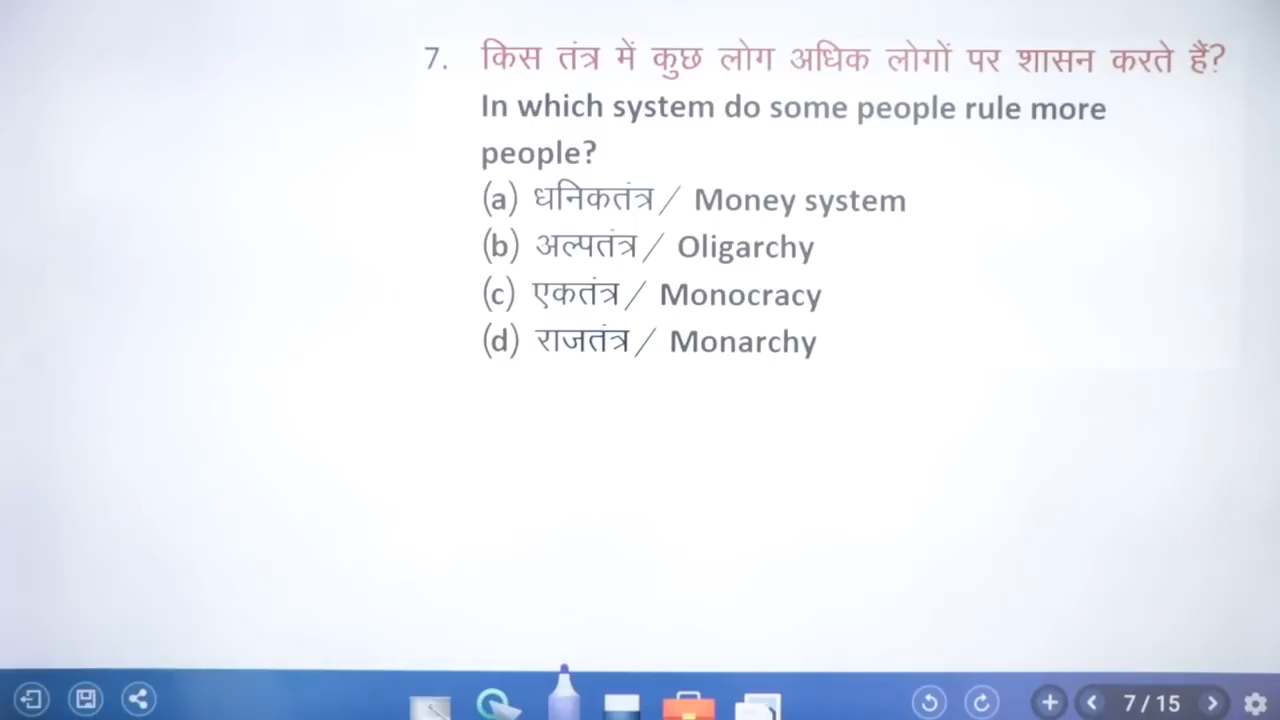 7. किस तंत्र में कुछ लोग अधिक लोगों पर शासन करते हैं?
In which system do some people rule more
people?
(a) धनिकतंत्र / Money system
(b) अल्पतंत्र / Oligarchy
(c) एकतंत्र / Monocracy
(d) राजतंत्र / Monarchy
7 / 15